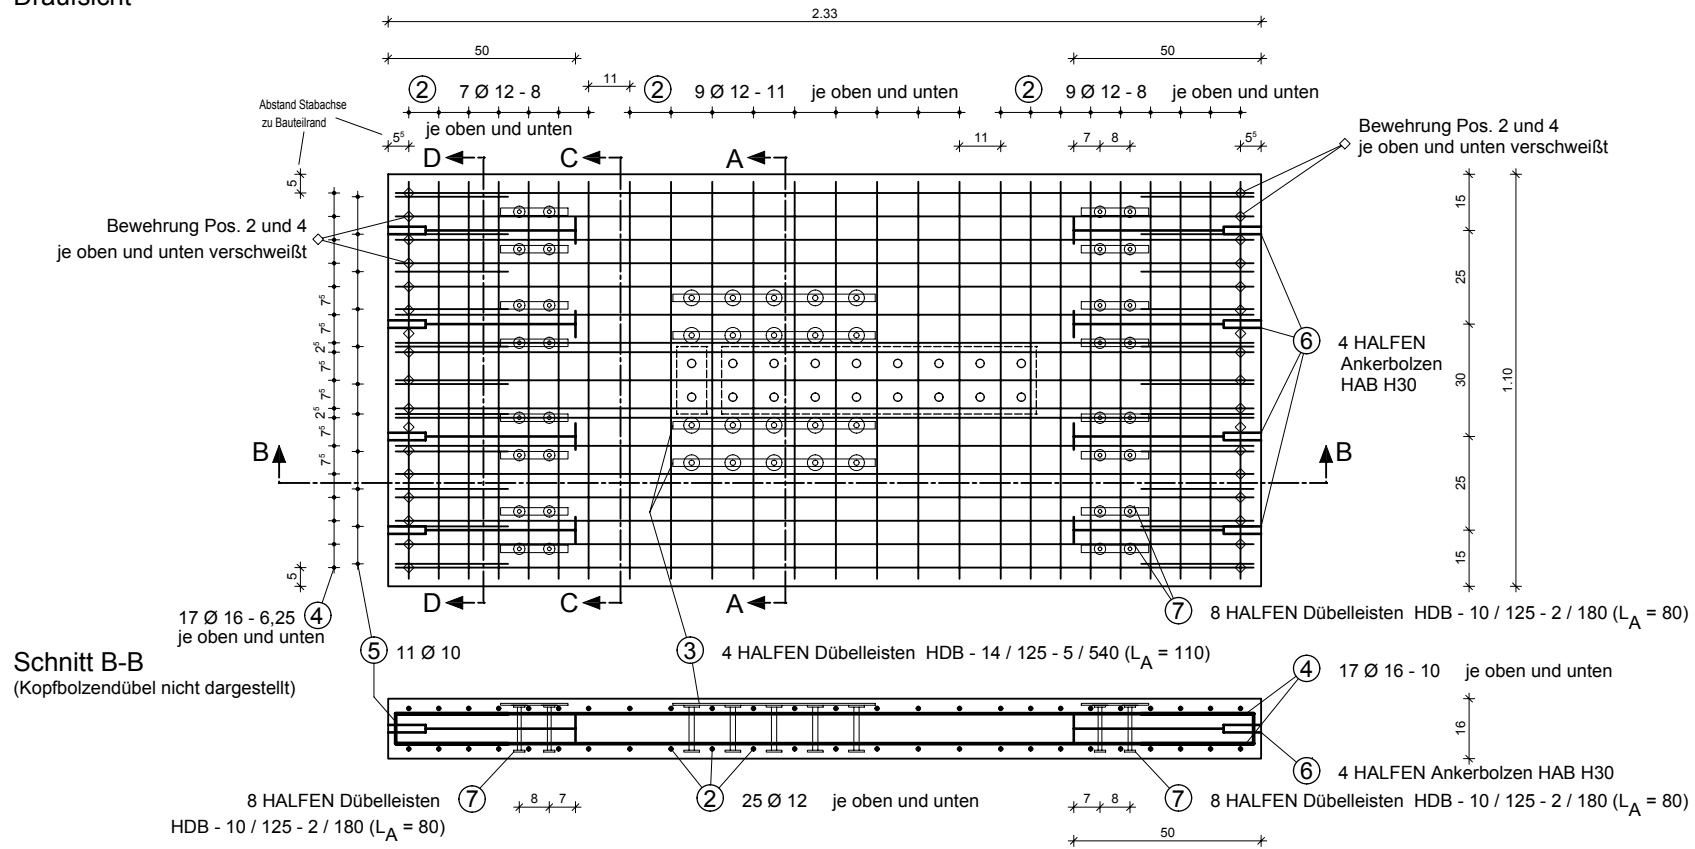 Draufsicht
2.33
50
50
2 7 Ø 12 - 8
11
2 9 Ø 12 - 11 je oben und unten
2 9 Ø 12 - 8 je oben und unten
Abstand Stabachse
zu Bauteilrand
je oben und unten
5⁵
11
7 8
5⁵
Bewehrung Pos. 2 und 4
je oben und unten verschweißt
D
C
A
5
Bewehrung Pos. 2 und 4
je oben und unten verschweißt
15
25
30
25
15
1.10
7⁵
7⁵
2⁵
7⁵
7⁵
2⁵
7⁵
7⁵
6 4 HALFEN
Ankerbolzen
HAB H30
B
B
5
D
C
A
17 Ø 16 - 6,25 4
je oben und unten
7 8 HALFEN Dübelleisten HDB - 10 / 125 - 2 / 180 (L_A = 80)
5 11 Ø 10
3 4 HALFEN Dübelleisten HDB - 14 / 125 - 5 / 540 (L_A = 110)
Schnitt B-B
(Kopfbolzendübel nicht dargestellt)
4 17 Ø 16 - 10 je oben und unten
16
6 4 HALFEN Ankerbolzen HAB H30
8 HALFEN Dübelleisten 7
HDB - 10 / 125 - 2 / 180 (L_A = 80)
8 7
2 25 Ø 12 je oben und unten
7 8
7 8 HALFEN Dübelleisten HDB - 10 / 125 - 2 / 180 (L_A = 80)
50